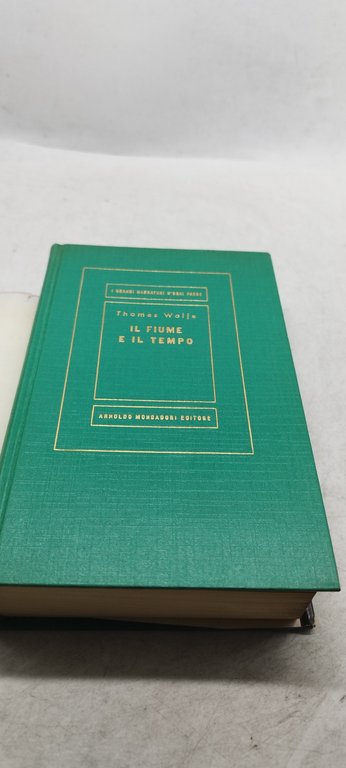 I GRANDI NARRATORI D'OGNI PAESE
Thomas Wolfe
IL FIUME
E IL TEMPO
ARNOLDO MONDADORI EDITORE